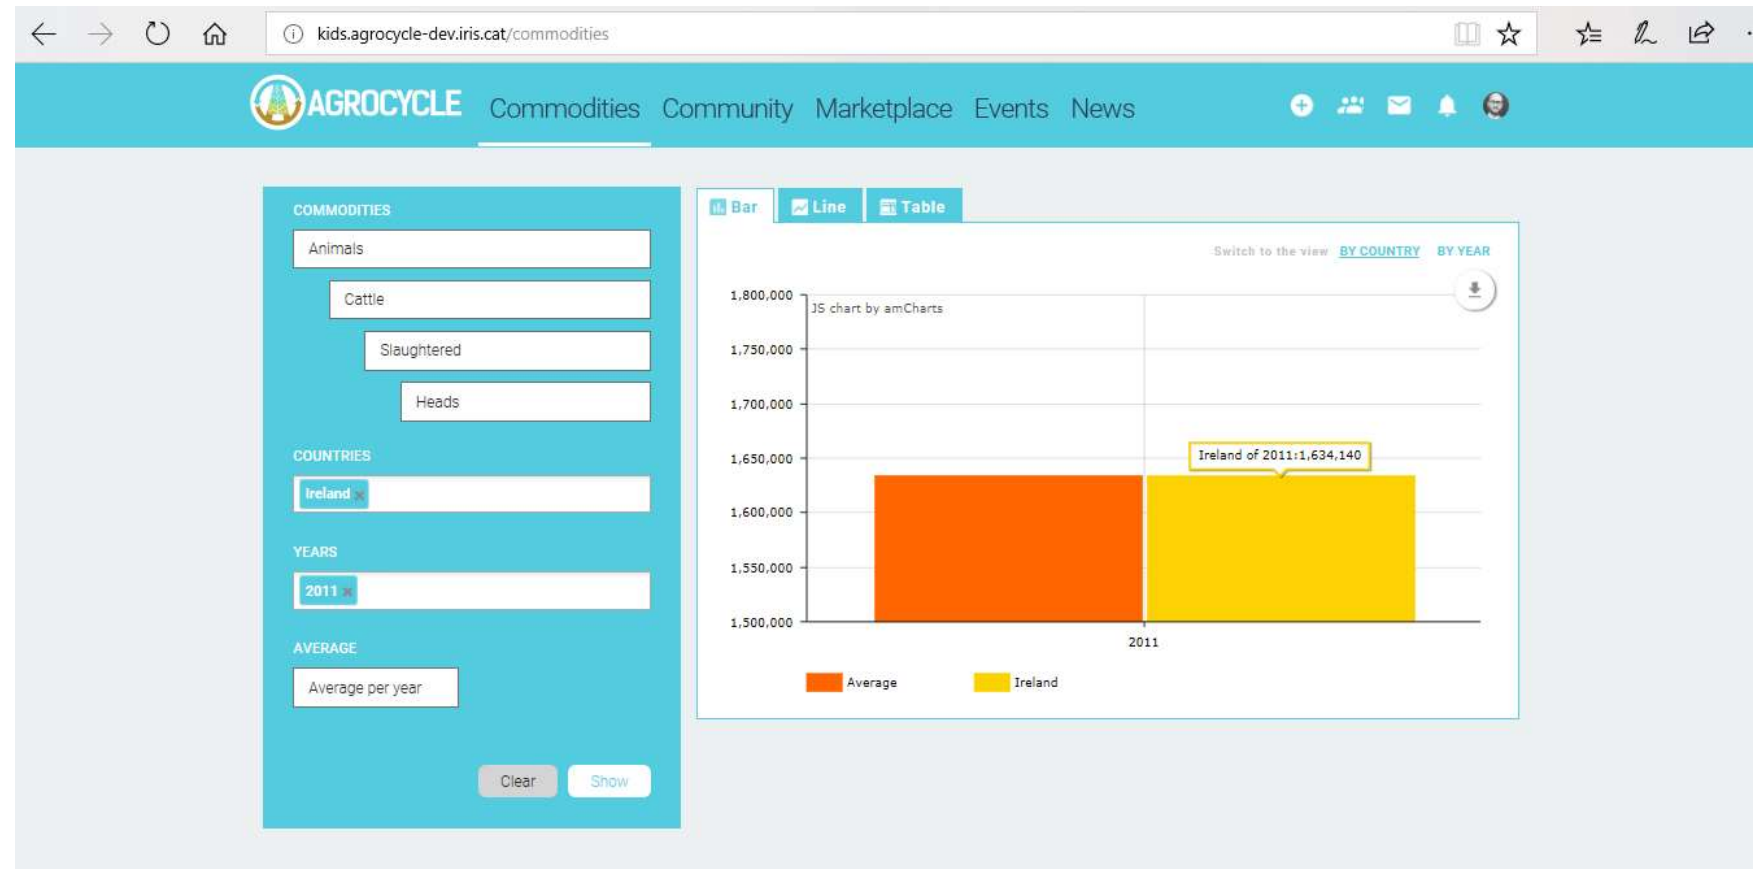 kids.agrocycle-dev.iris.cat/commodities
AGROCYCLE Commodities Community Marketplace Events News
COMMODITIES
Animals
Cattle
Slaughtered
Heads
COUNTRIES
Ireland ×
YEARS
2011 ×
AVERAGE
Average per year
Clear Show
Bar Line Table
Switch to the view BY COUNTRY BY YEAR
JS chart by amCharts
1,800,000
1,750,000
1,700,000
1,650,000
1,600,000
1,550,000
1,500,000
Ireland of 2011:1,634,140
2011
Average Ireland